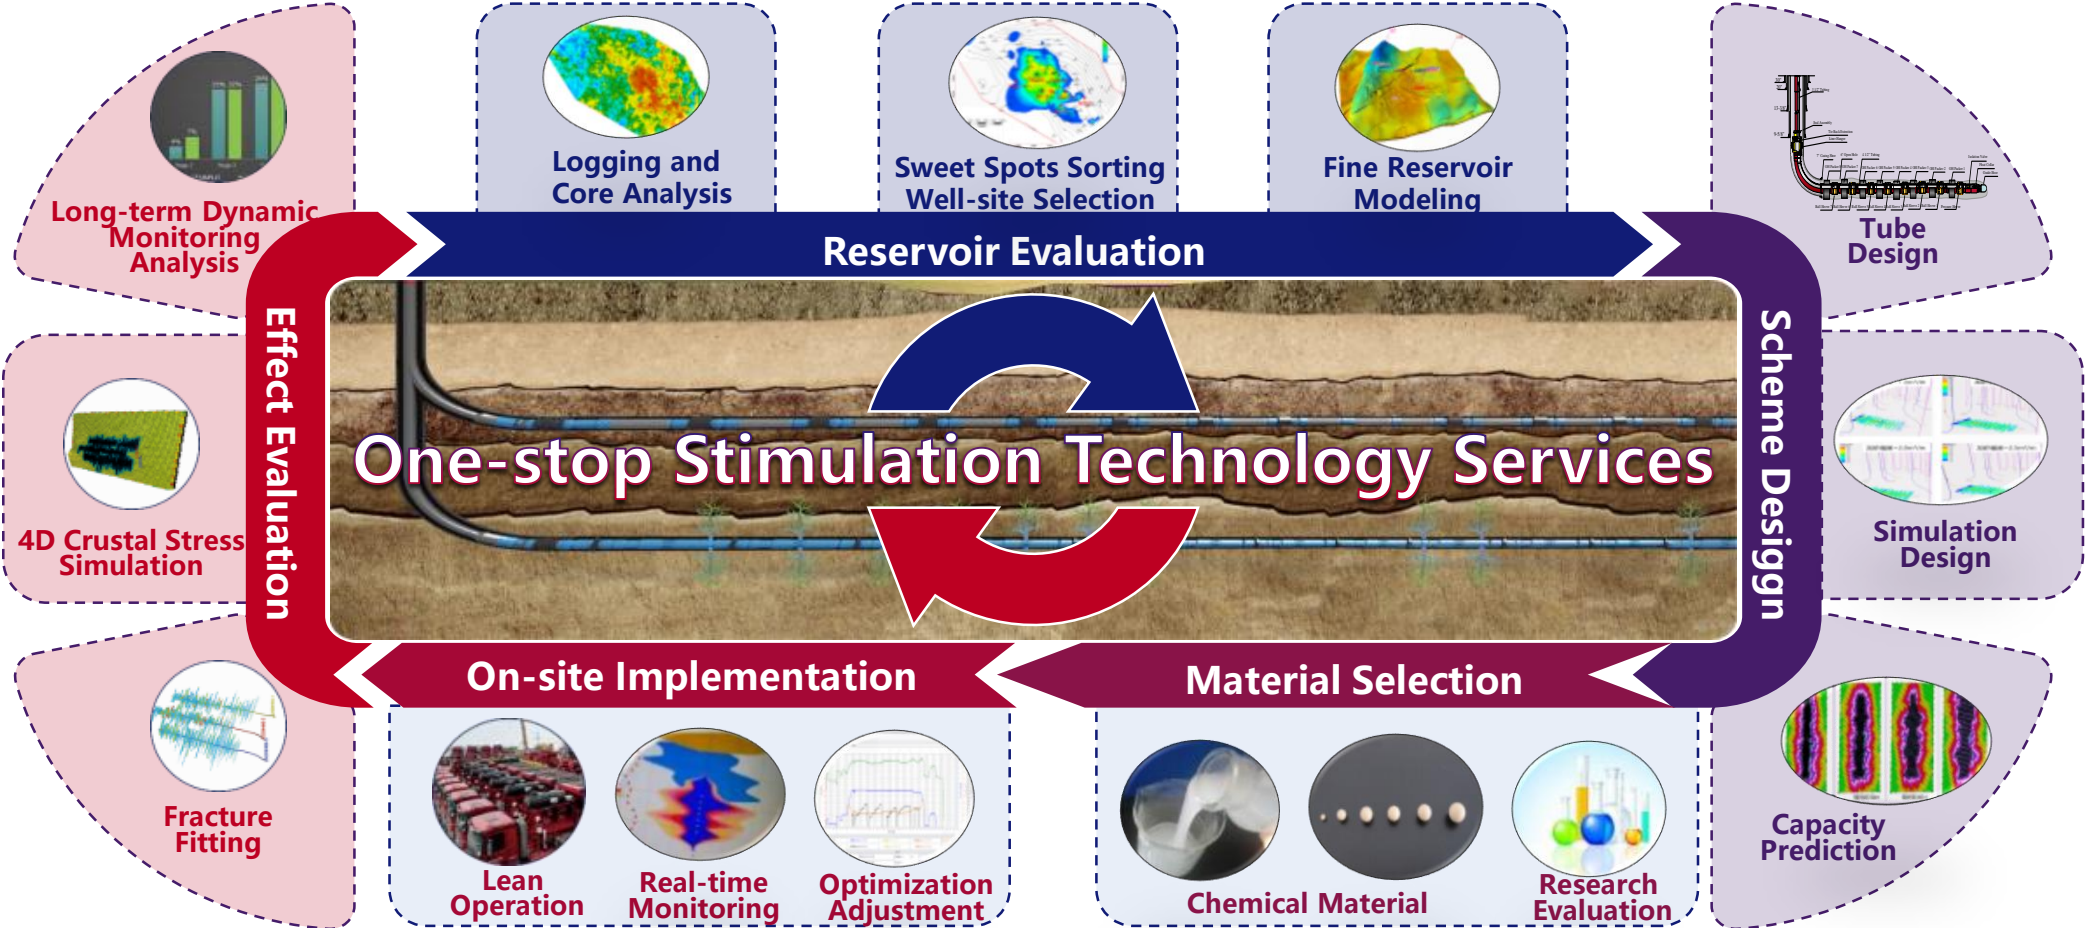 Long-term Dynamic
Monitoring
Analysis
Logging and
Core Analysis
Sweet Spots Sorting
Well-site Selection
Fine Reservoir
Modeling
Tube
Design
Reservoir Evaluation
Effect Evaluation
Scheme Desiggn
One-stop Stimulation Technology Services
4D Crustal Stress
Simulation
Simulation
Design
On-site Implementation
Material Selection
Fracture
Fitting
Lean
Operation
Real-time
Monitoring
Optimization
Adjustment
Chemical Material
Research
Evaluation
Capacity
Prediction